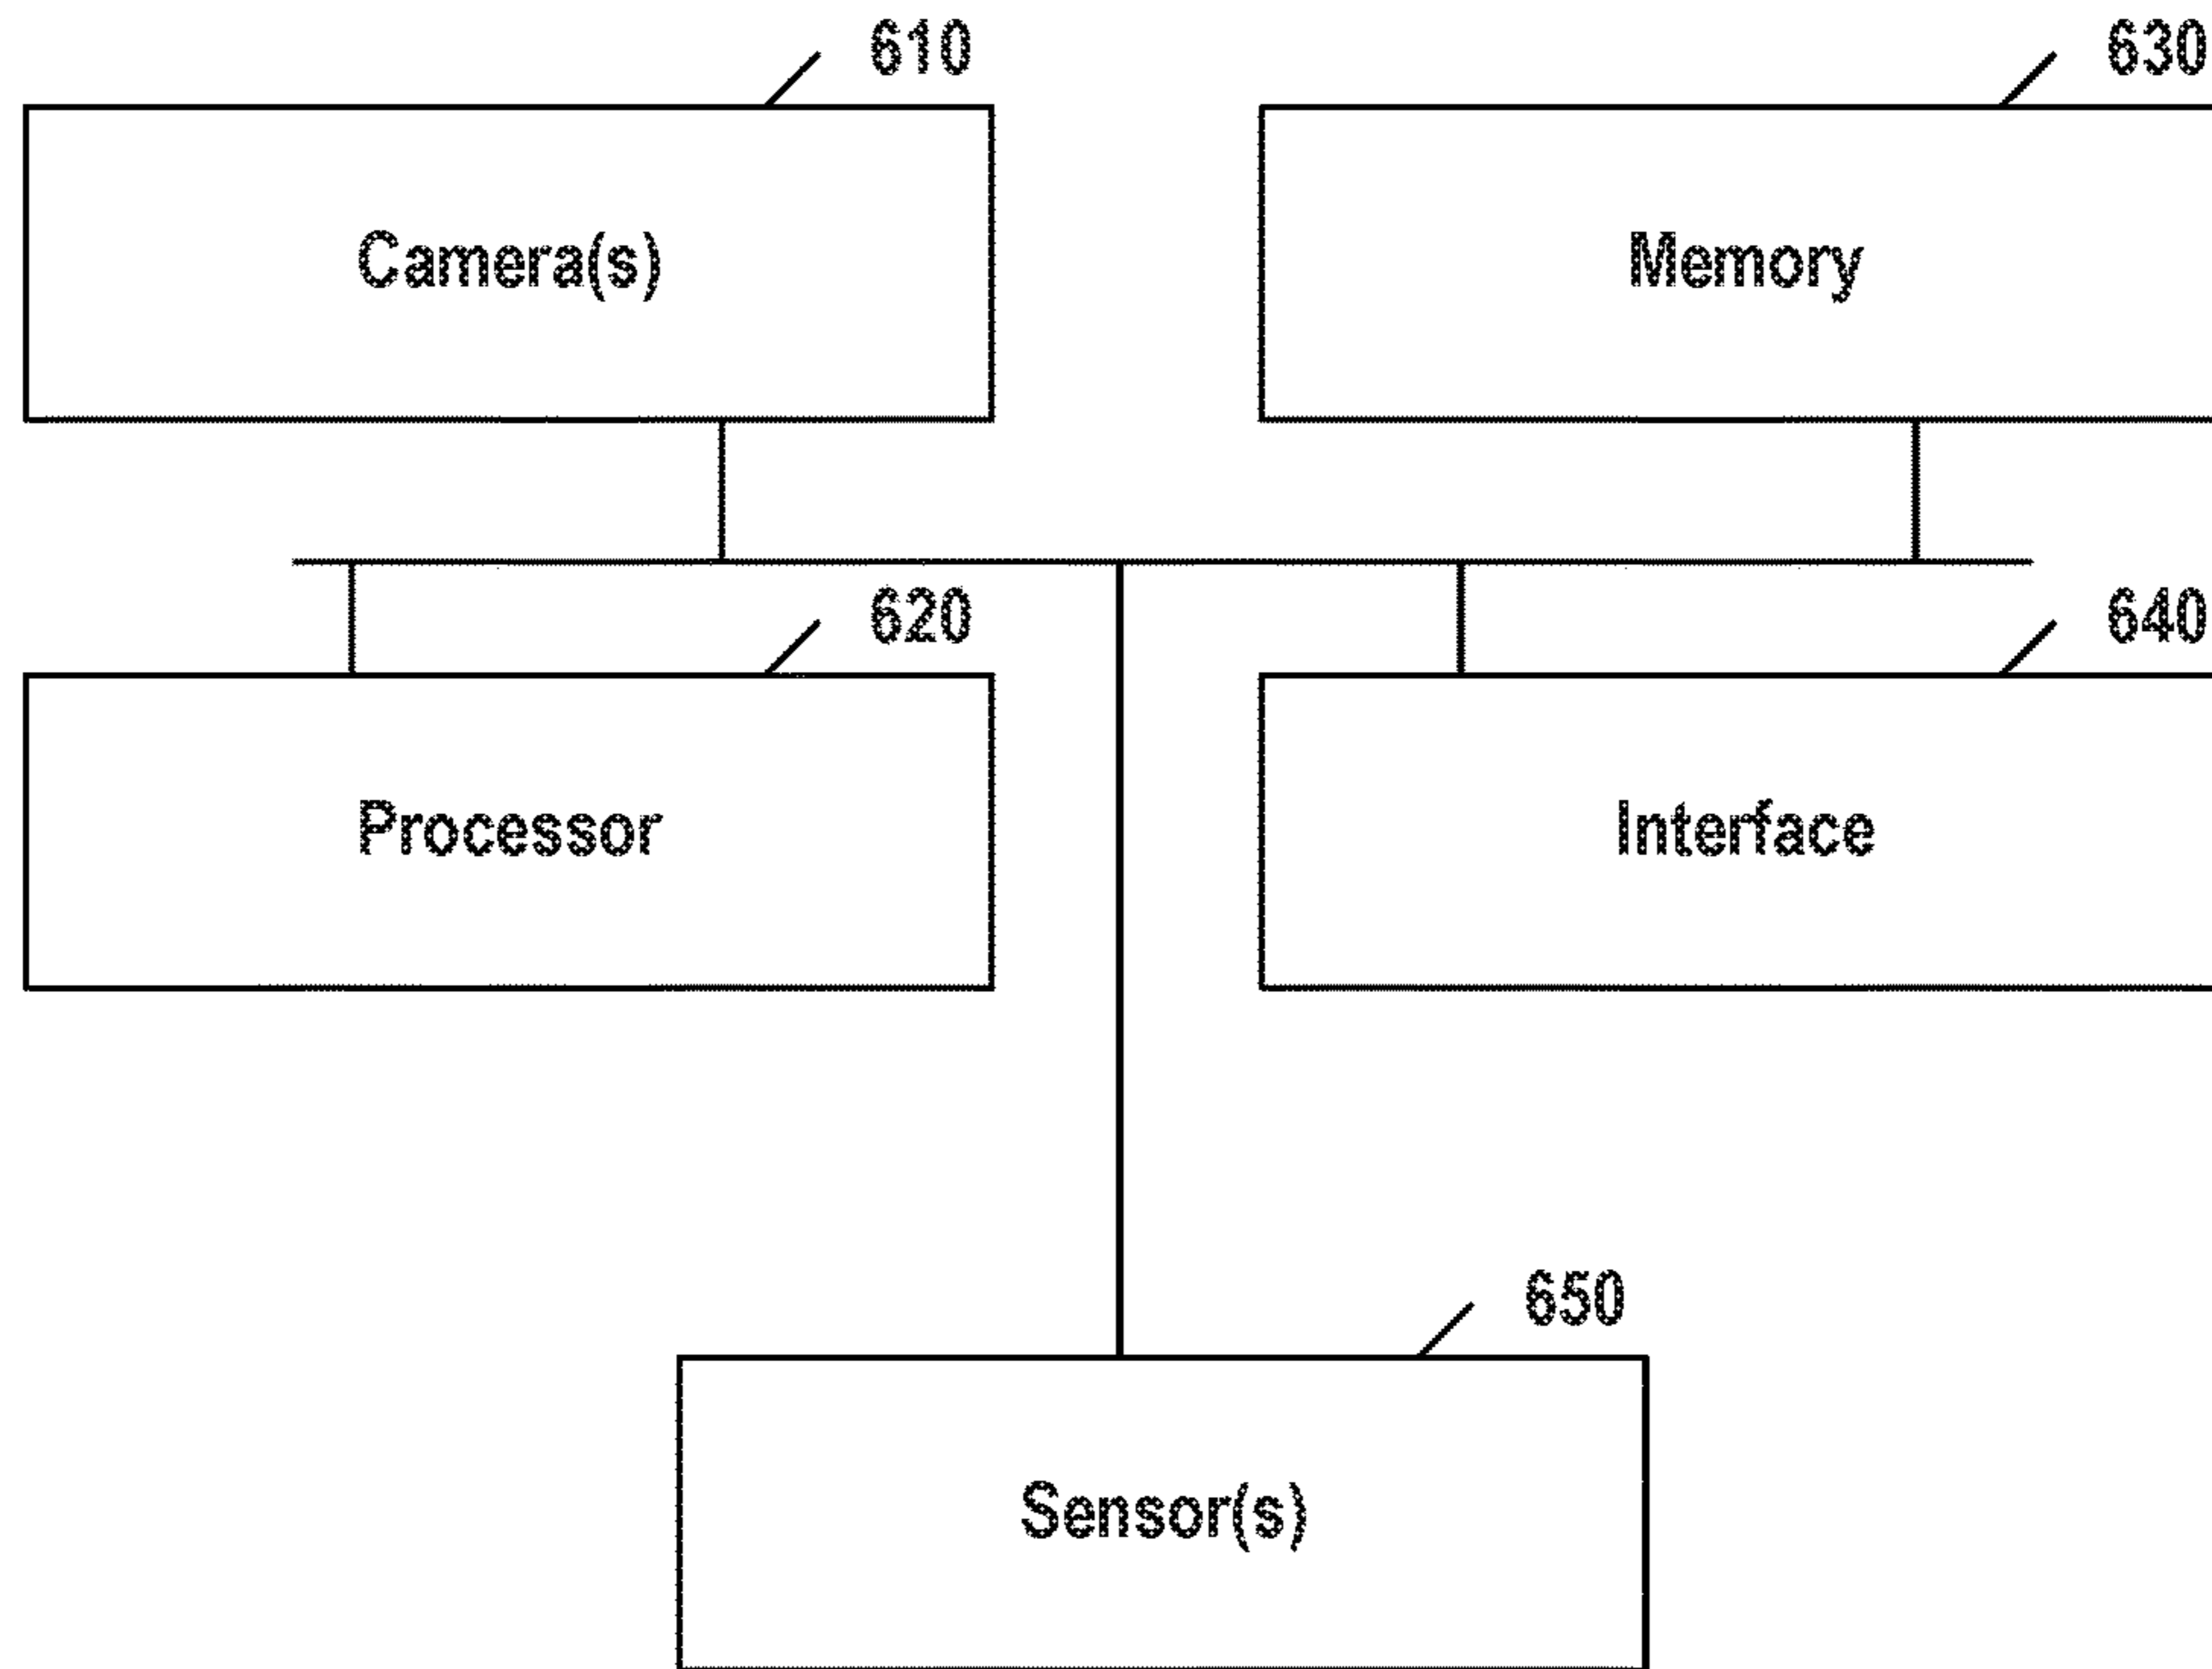 610
630
Camera(s)
Memory
620
640
Processor
Interface
650
Sensor(s)